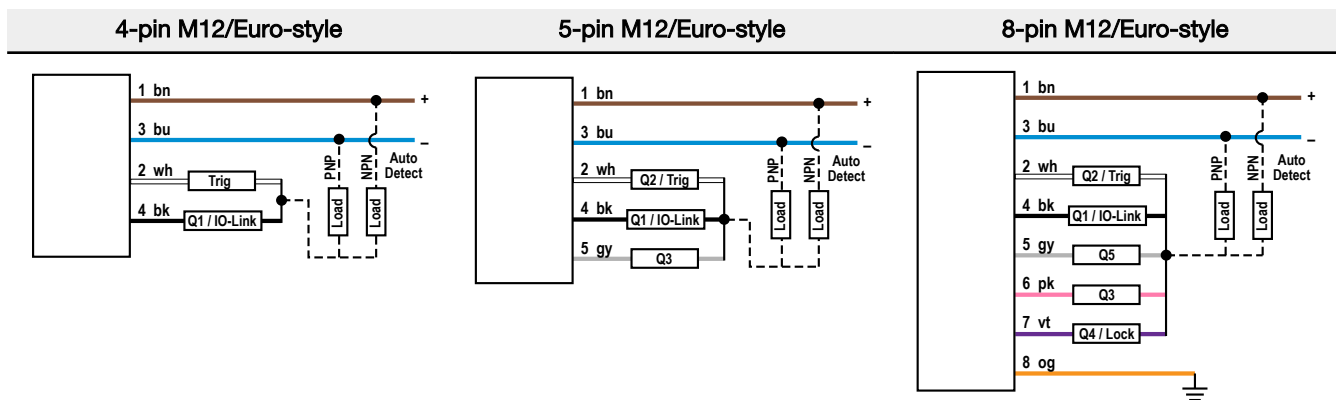 4-pin M12/Euro-style
5-pin M12/Euro-style
8-pin M12/Euro-style
1 bn
+
3 bu
–
PNP
NPN
Auto
Detect
2 wh
Trig
4 bk
Q1 / IO-Link
Load
Load
1 bn
+
3 bu
–
PNP
NPN
Auto
Detect
2 wh
Q2 / Trig
4 bk
Q1 / IO-Link
Load
Load
5 gy
Q3
1 bn
+
3 bu
–
PNP
NPN
Auto
Detect
2 wh
Q2 / Trig
4 bk
Q1 / IO-Link
Load
Load
5 gy
Q5
6 pk
Q3
7 vt
Q4 / Lock
8 og